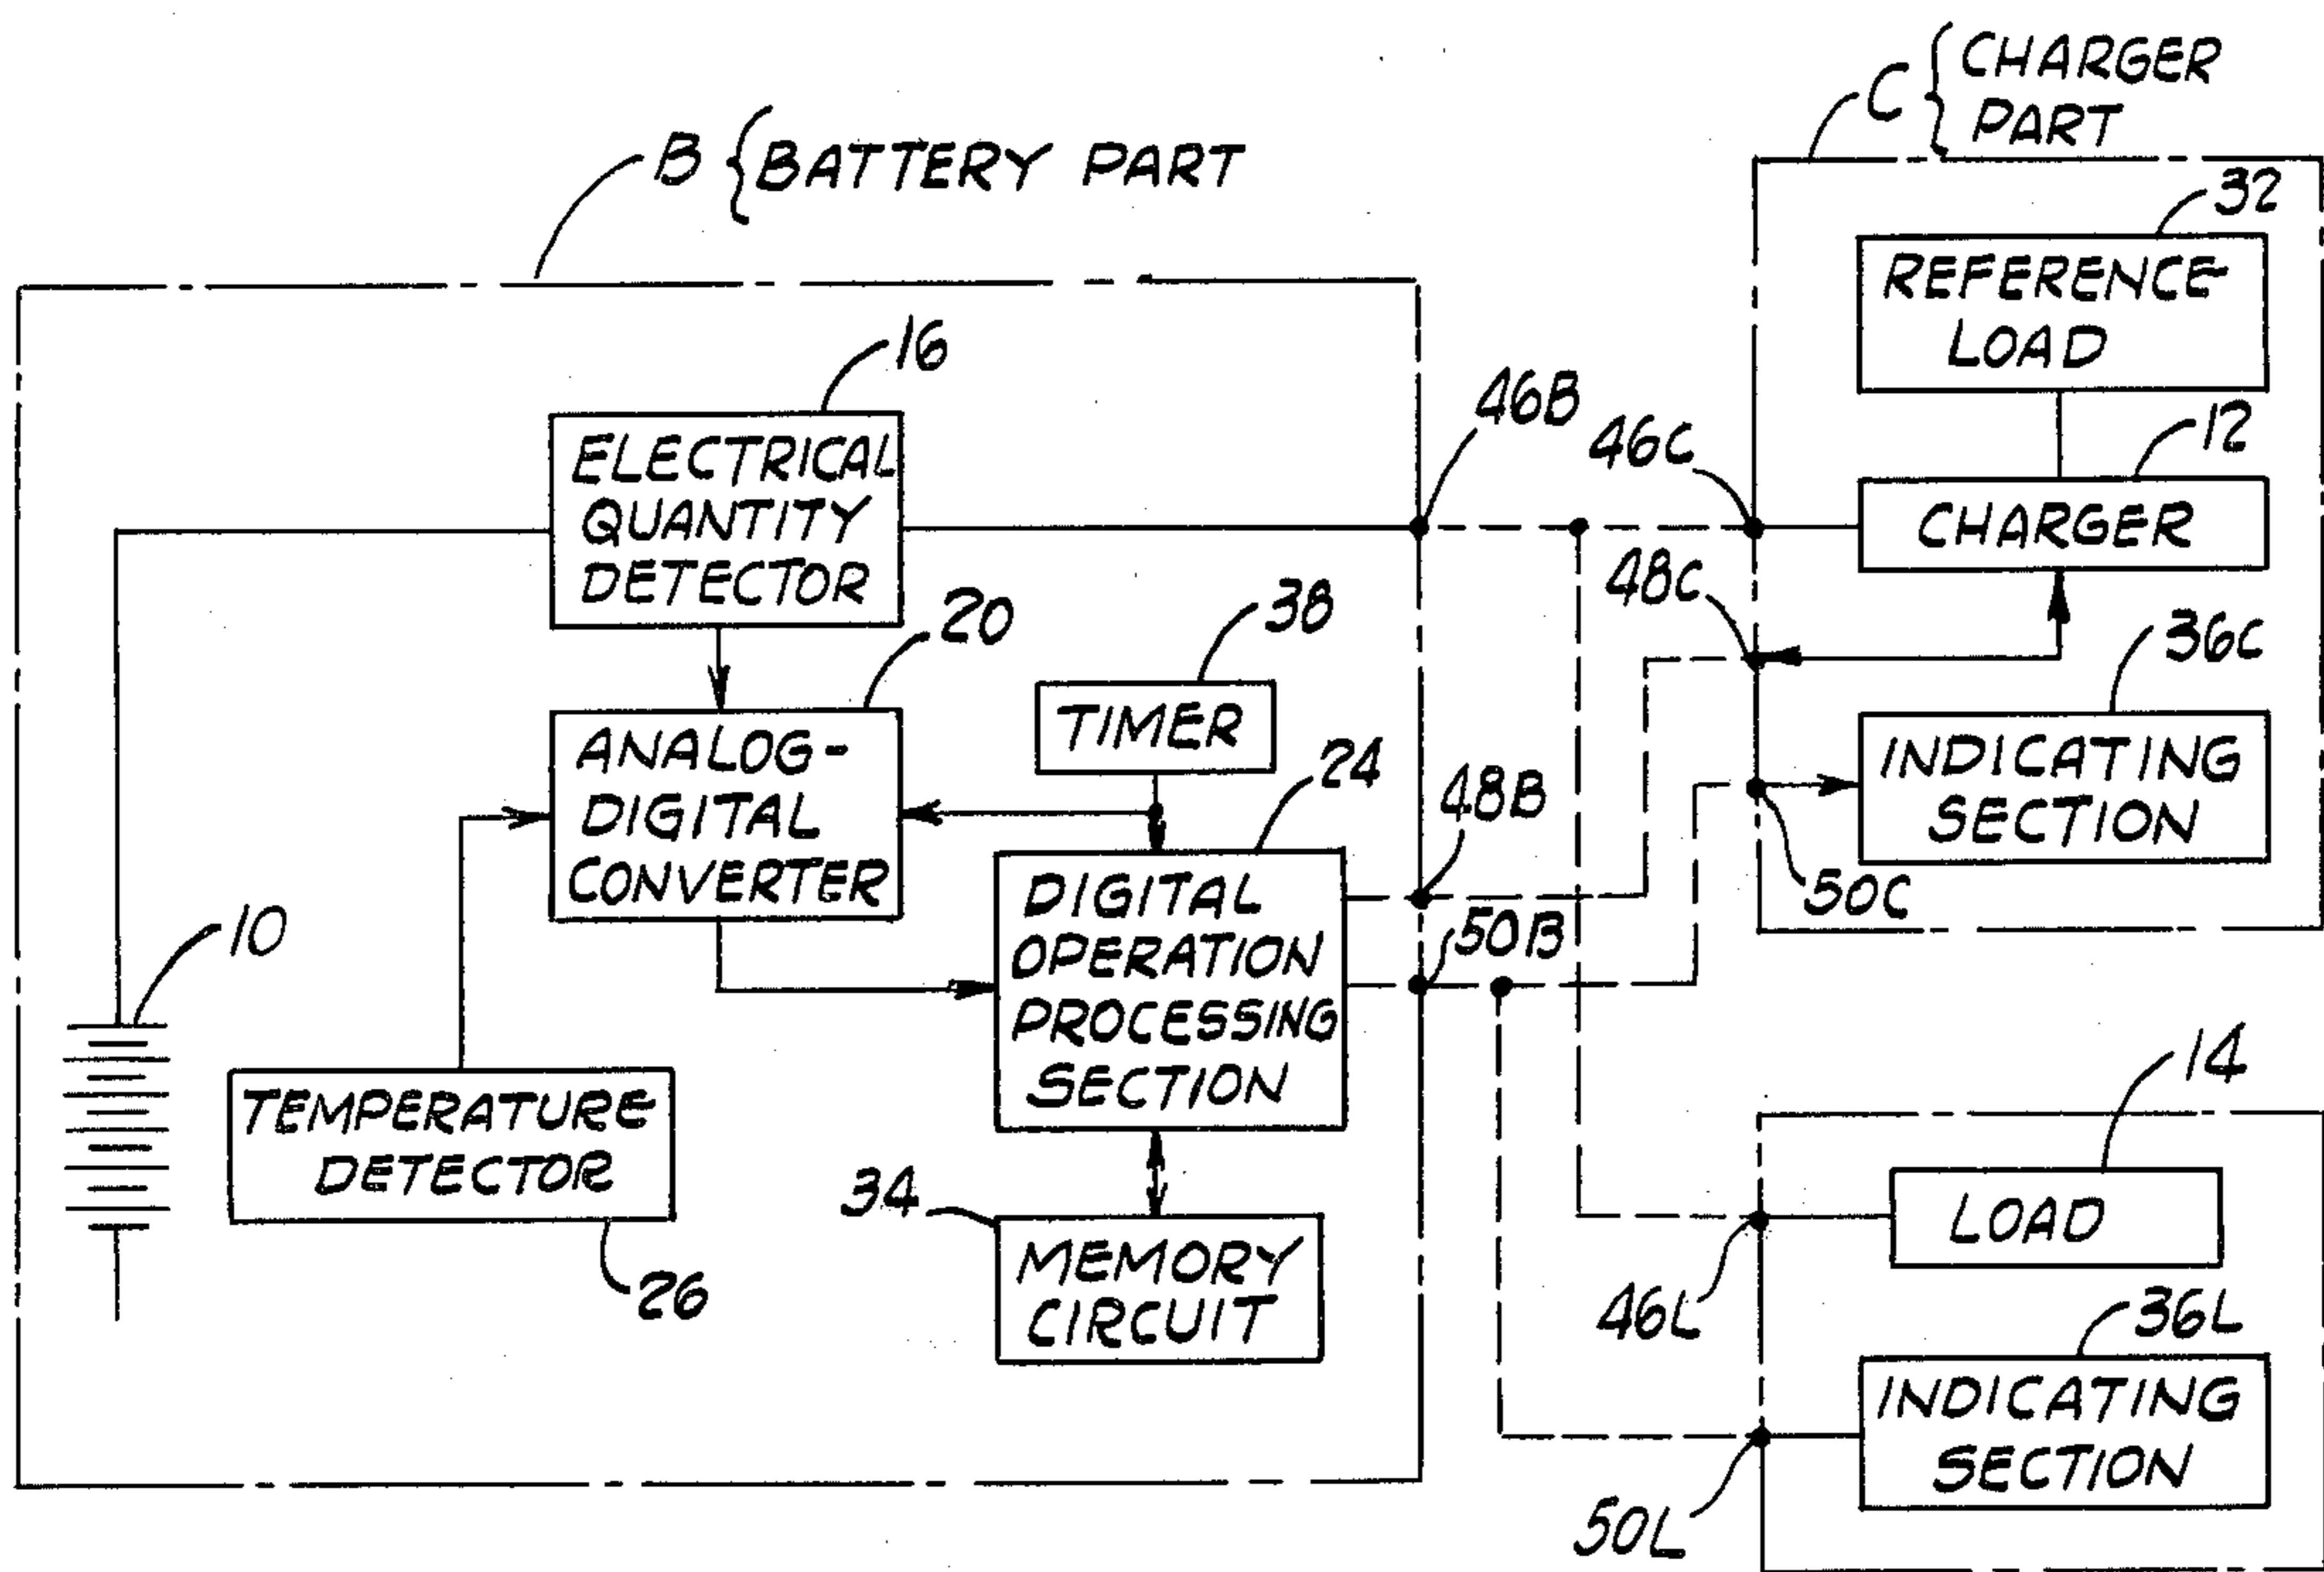 C { CHARGER
PART
B { BATTERY PART
32
REFERENCE
LOAD
16
46B
46C
12
ELECTRICAL
QUANTITY
DETECTOR
CHARGER
48C
20
38
36C
ANALOG-
DIGITAL
CONVERTER
TIMER
24
48B
INDICATING
SECTION
50C
10
DIGITAL
OPERATION
PROCESSING
SECTION
50B
14
TEMPERATURE
DETECTOR
34
LOAD
26
MEMORY
CIRCUIT
46L
36L
INDICATING
SECTION
50L